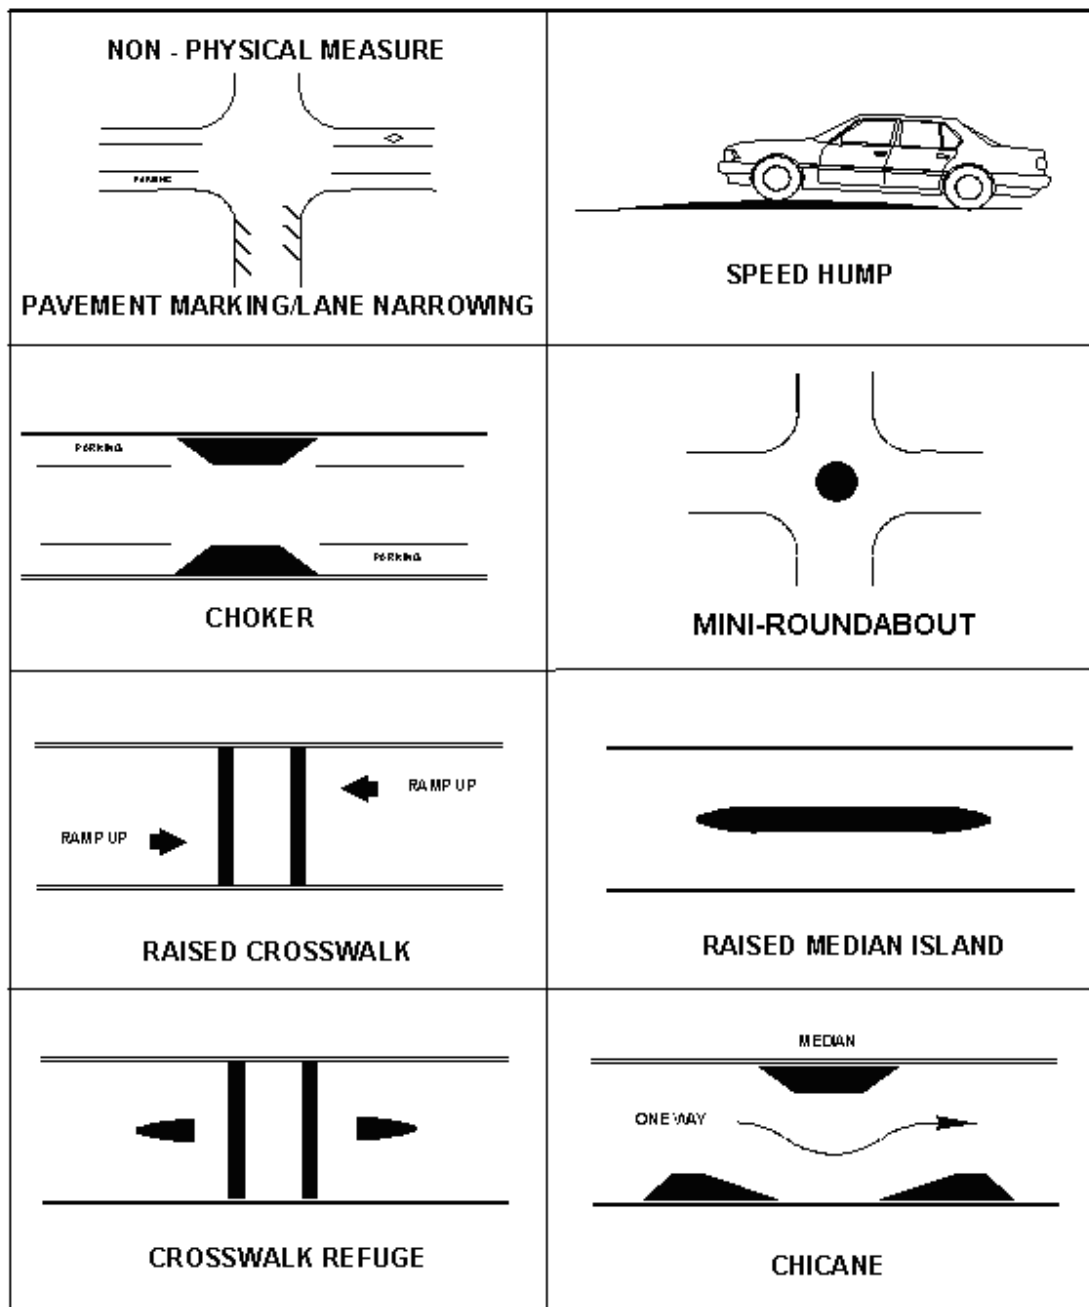 NON - PHYSICAL MEASURE
PARKING
PAVEMENT MARKING/LANE NARROWING
SPEED HUMP
PARKING
PARKING
CHOKER
MINI-ROUNDABOUT
RAMP UP
RAMP UP
RAISED CROSSWALK
RAISED MEDIAN ISLAND
CROSSWALK REFUGE
MEDIAN
ONE WAY
CHICANE